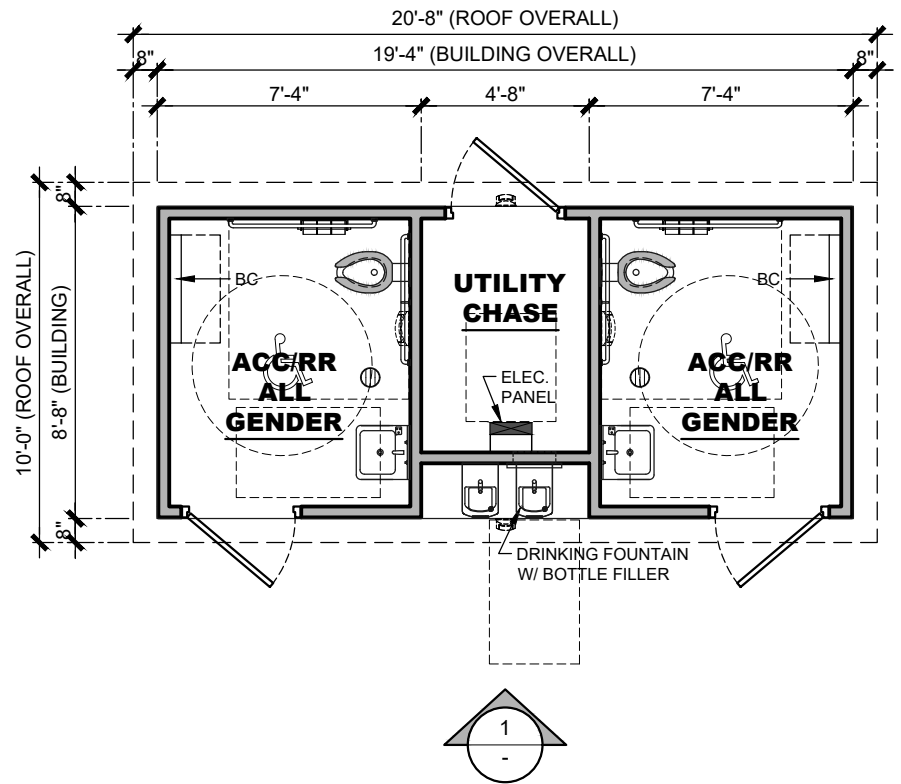 20'-8" (ROOF OVERALL)
8"
19'-4" (BUILDING OVERALL)
8"
7'-4"
4'-8"
7'-4"
10'-0" (ROOF OVERALL)
8'-8" (BUILDING)
8"
8"
BC
UTILITY
CHASE
BC
ACC/RR
ALL
GENDER
ELEC.
PANEL
ACC/RR
ALL
GENDER
DRINKING FOUNTAIN
W/ BOTTLE FILLER
1
-